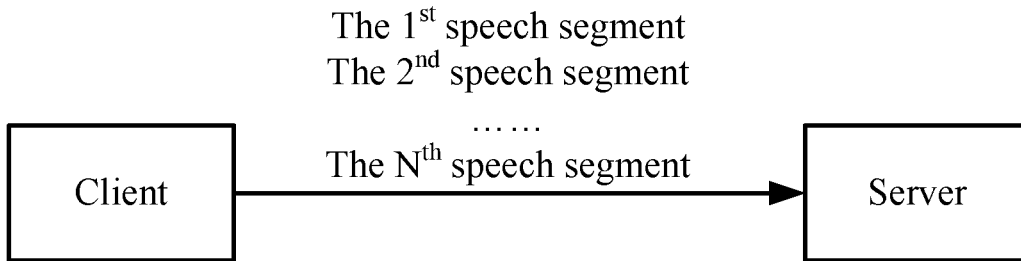 The 1st speech segment
The 2nd speech segment
……
The Nth speech segment
Client
Server